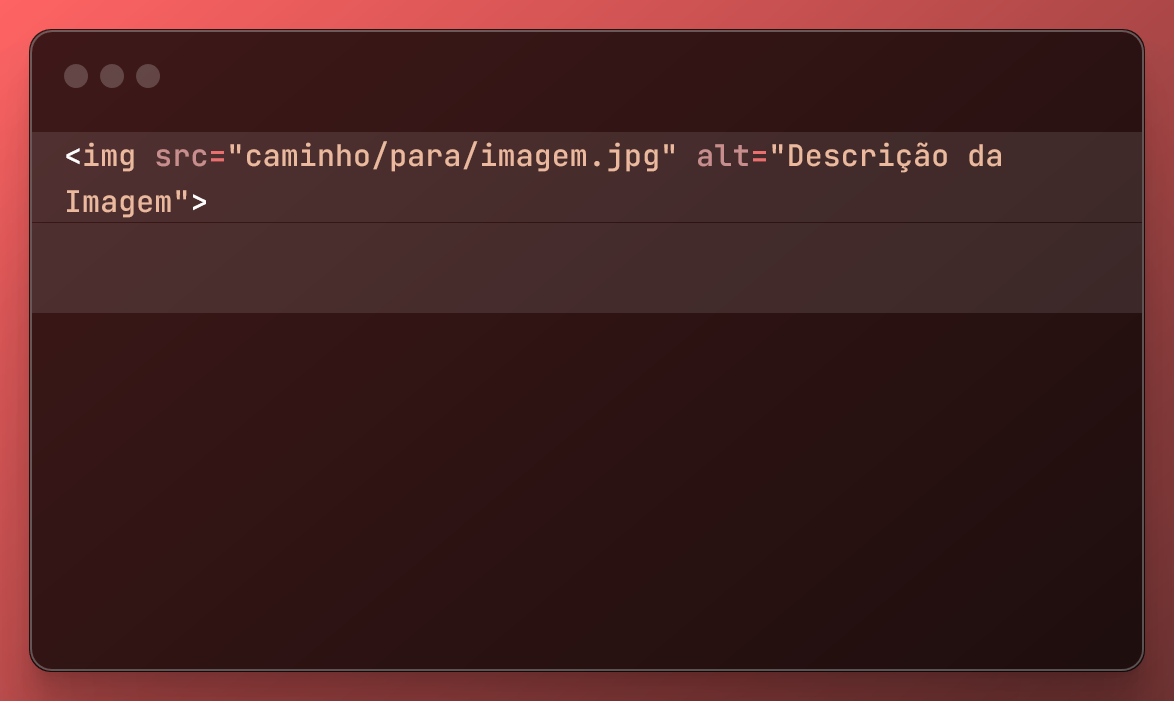 <img src="caminho/para/imagem.jpg" alt="Descrição da
Imagem">